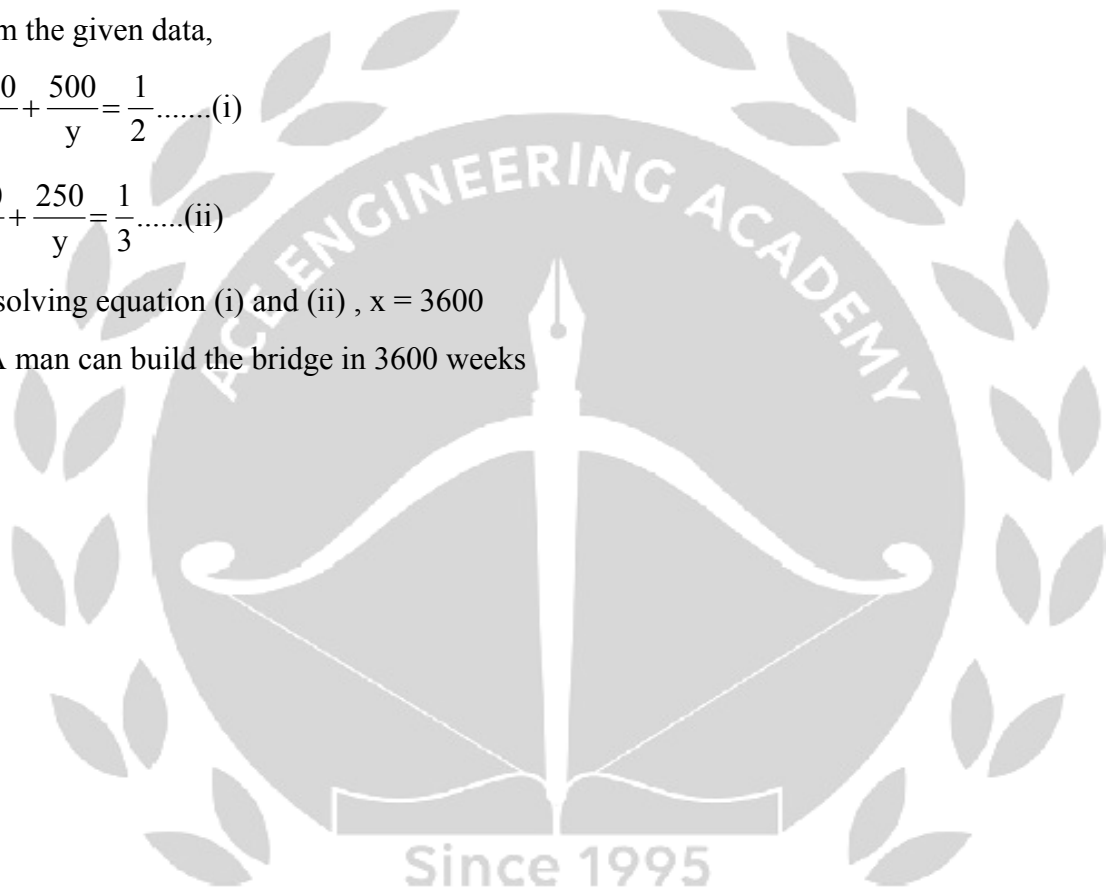 m the given data,
0/ + 500/y = 1/2 .......(i)
/ + 250/y = 1/3 ......(ii)
solving equation (i) and (ii) , x = 3600
man can build the bridge in 3600 weeks
ACE ENGINEERING ACADEMY
Since 1995